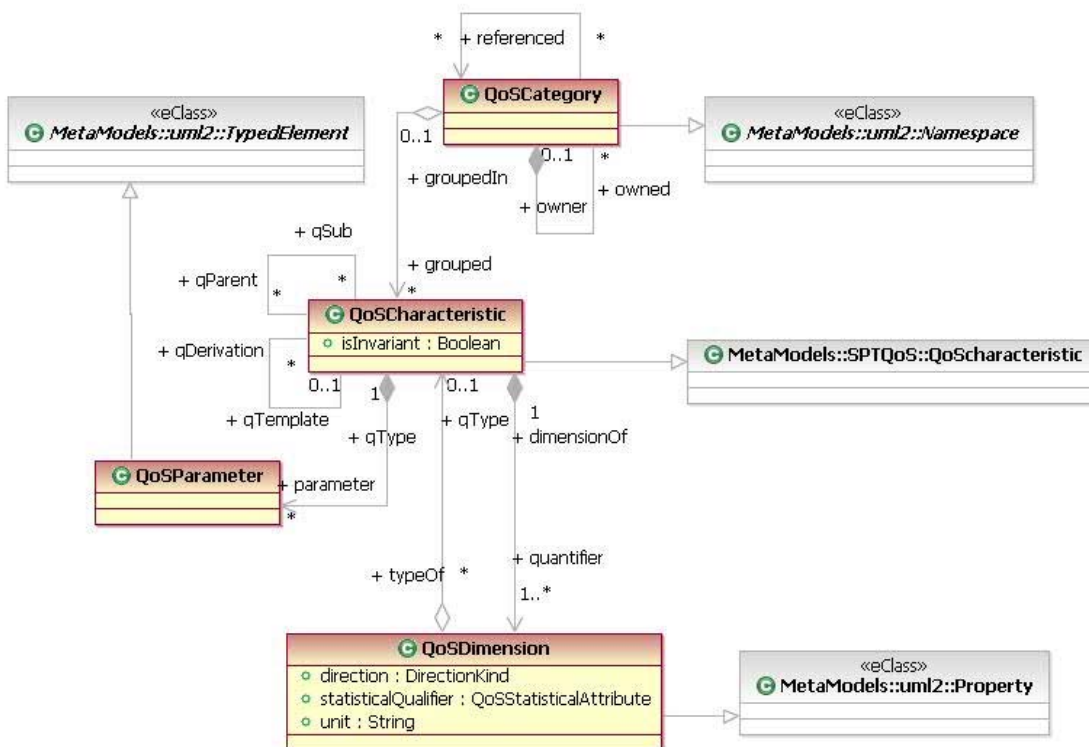 * + referenced *
QoSCategory
«eClass»
MetaModels::uml2::TypedElement
«eClass»
MetaModels::uml2::Namespace
0..1
0..1 *
+ groupedIn
+ owned
+ owner
+ qSub
+ grouped
+ qParent * *
*
QoSCharacteristic
isInvariant : Boolean
+ qDerivation *
MetaModels::SPTQoS::QoScharacteristic
0..1 1 0..1 1
+ qTemplate + qType + qType + dimensionOf
QoSParameter
+ parameter
*
+ quantifier
+ typeOf *
1..*
QoSDimension
direction : DirectionKind
statisticalQualifier : QoSStatisticalAttribute
unit : String
«eClass»
MetaModels::uml2::Property